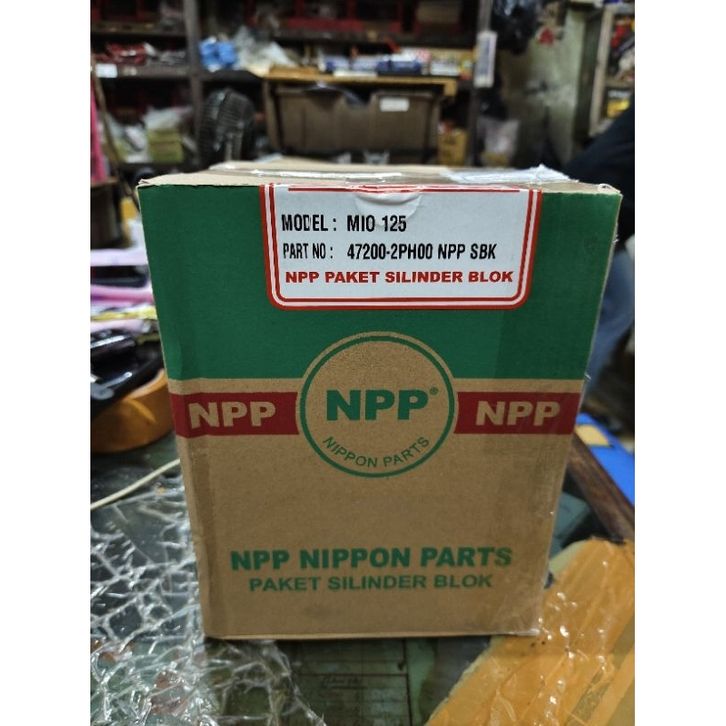 MODEL : MIO 125
PART NO : 47200-2PH00 NPP SBK
NPP PAKET SILINDER BLOK
NPP
NPP®
NIPPON PARTS
NPP
NPP NIPPON PARTS
PAKET SILINDER BLOK